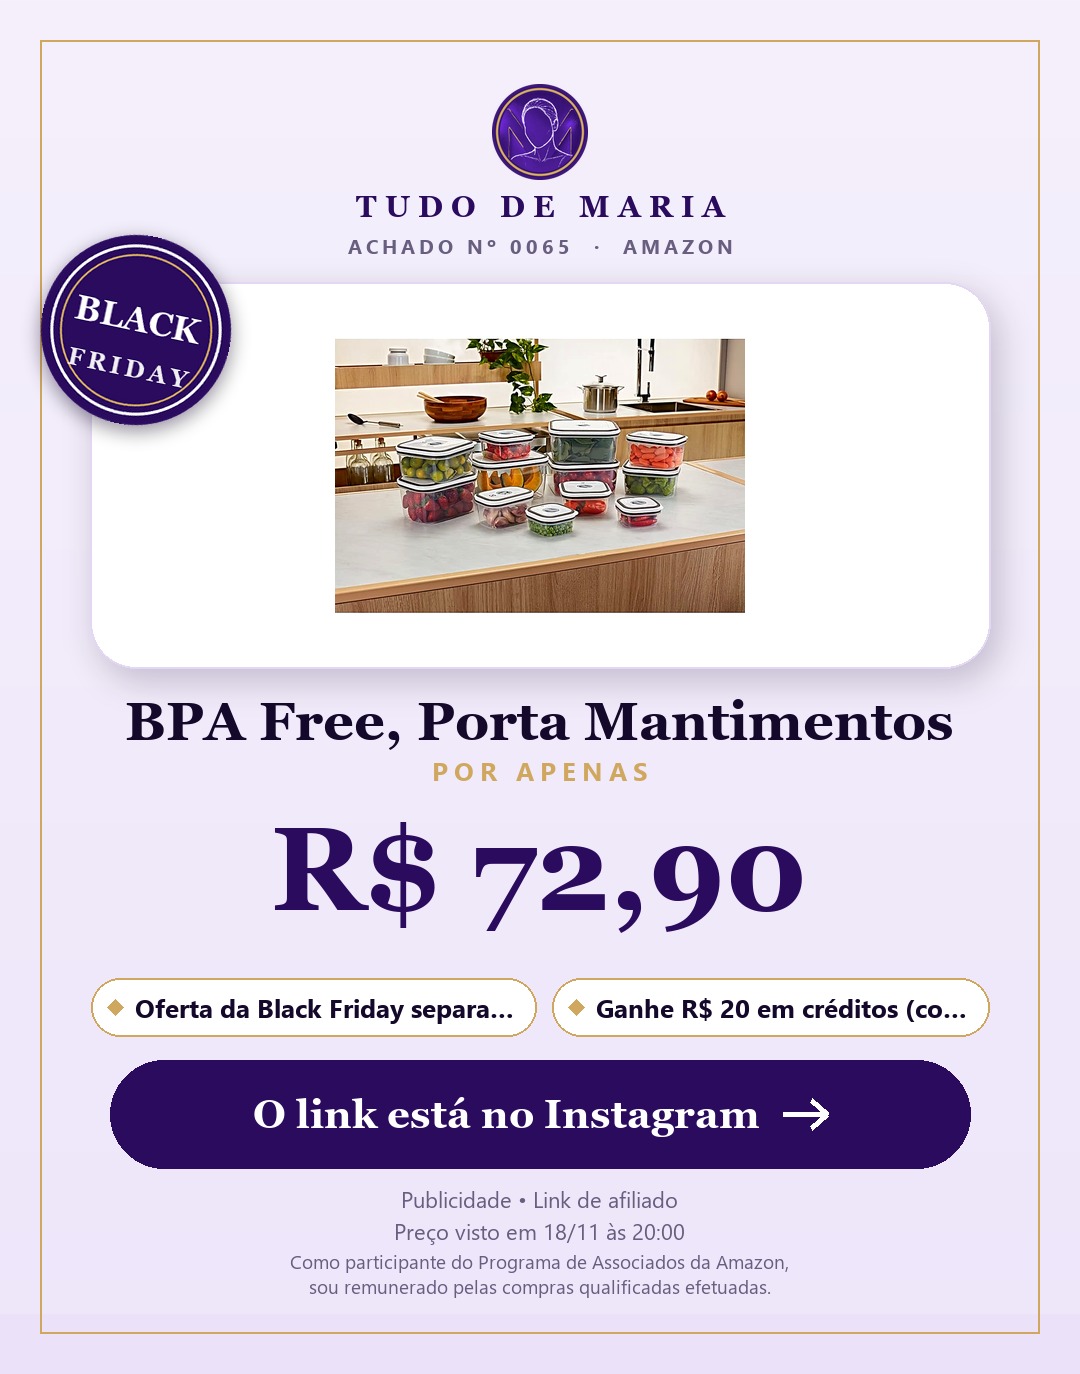 TUDO DE MARIA
ACHADO Nº 0065 · AMAZON
BLACK
FRIDAY
BPA Free, Porta Mantimentos
POR APENAS
R$ 72,90
Oferta da Black Friday separa...
Ganhe R$ 20 em créditos (co...
O link está no Instagram →
Publicidade • Link de afiliado
Preço visto em 18/11 às 20:00
Como participante do Programa de Associados da Amazon,
sou remunerado pelas compras qualificadas efetuadas.